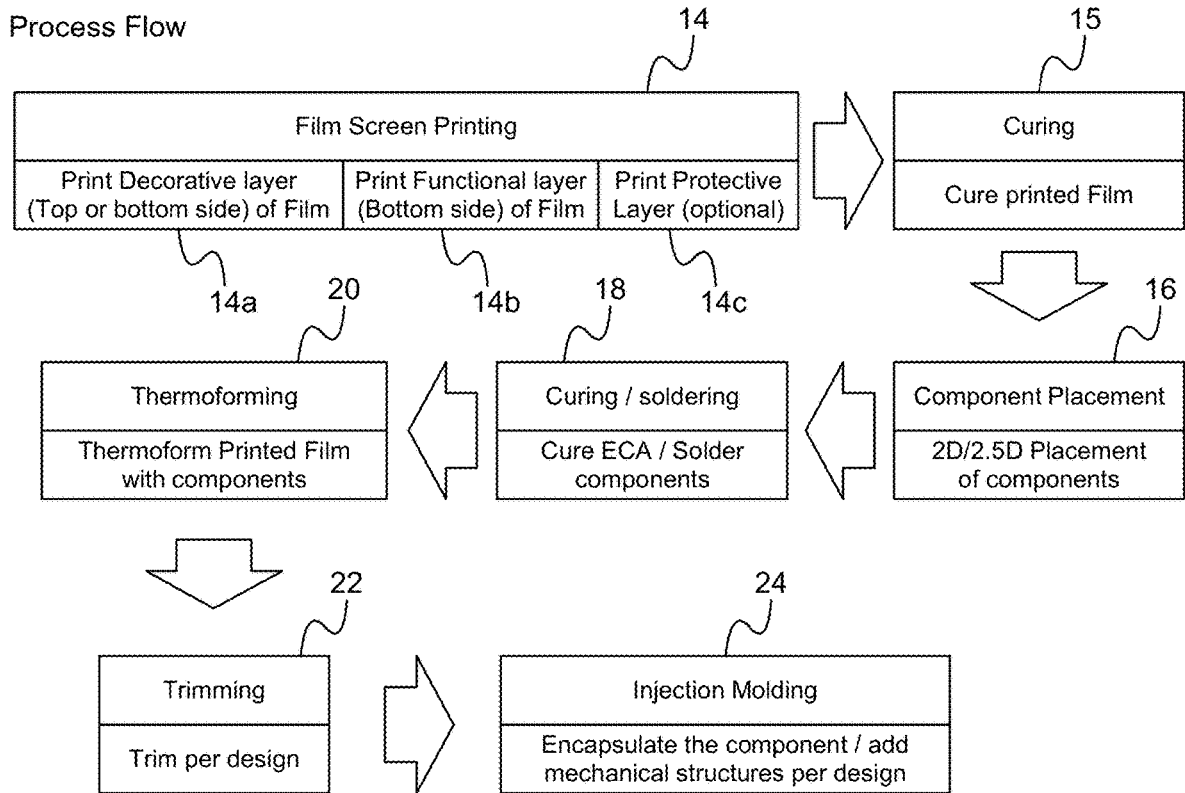 Process Flow
14
15
Film Screen Printing
Curing
Print Decorative layer
(Top or bottom side) of Film
Print Functional layer
(Bottom side) of Film
Print Protective
Layer (optional)
Cure printed Film
14a
14b
14c
20
18
16
Thermoforming
Thermoform Printed Film
with components
Curing / soldering
Cure ECA / Solder
components
Component Placement
2D/2.5D Placement
of components
22
24
Trimming
Trim per design
Injection Molding
Encapsulate the component / add
mechanical structures per design